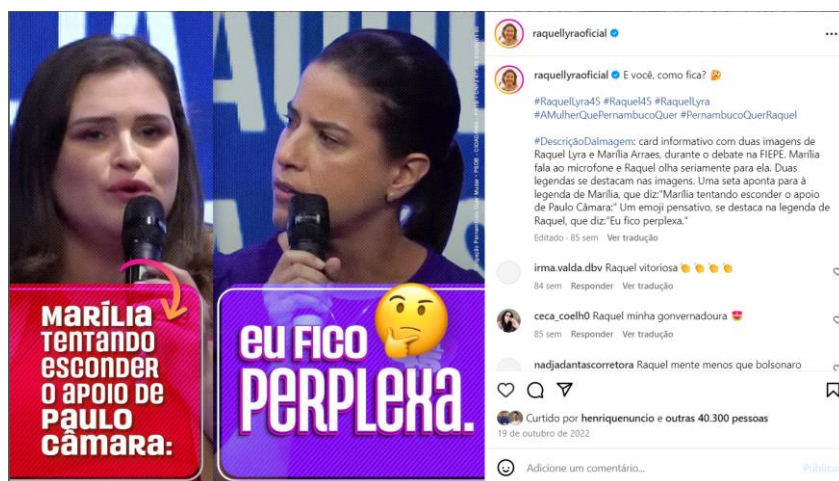 MARÍLIA
TENTANDO
ESCONDER
O APOIO DE
PAULO
CÂMARA:
EU FICO
PERPLEXA.
raquellyraoficial
raquellyraoficial E você, como fica? 🤔
#RaquelLyra45 #Raquel45 #RaquelLyra
#AMulherQuePernambucoQuer #PernambucoQuerRaquel
#DescriçãoDaImagem: card informativo com duas imagens de
Raquel Lyra e Marília Arraes, durante o debate na FIEPE. Marília
fala ao microfone e Raquel olha seriamente para ela. Duas
legendas se destacam nas imagens. Uma seta aponta para à
legenda de Marília, que diz:"Marília tentando esconder o apoio
de Paulo Câmara:" Um emoji pensativo, se destaca na legenda de
Raquel, que diz:"Eu fico perplexa."
Editado · 85 sem Ver tradução
irma.valda.dbv Raquel vitoriosa 👏👏👏👏
84 sem Responder Ver tradução
ceca_coelh0 Raquel minha gonvernadoura 😍
85 sem Responder Ver tradução
nadjadantascorretora Raquel mente menos que bolsonaro
Curtido por henriquenuncio e outras 40.300 pessoas
19 de outubro de 2022
Adicione um comentário...
Publicar